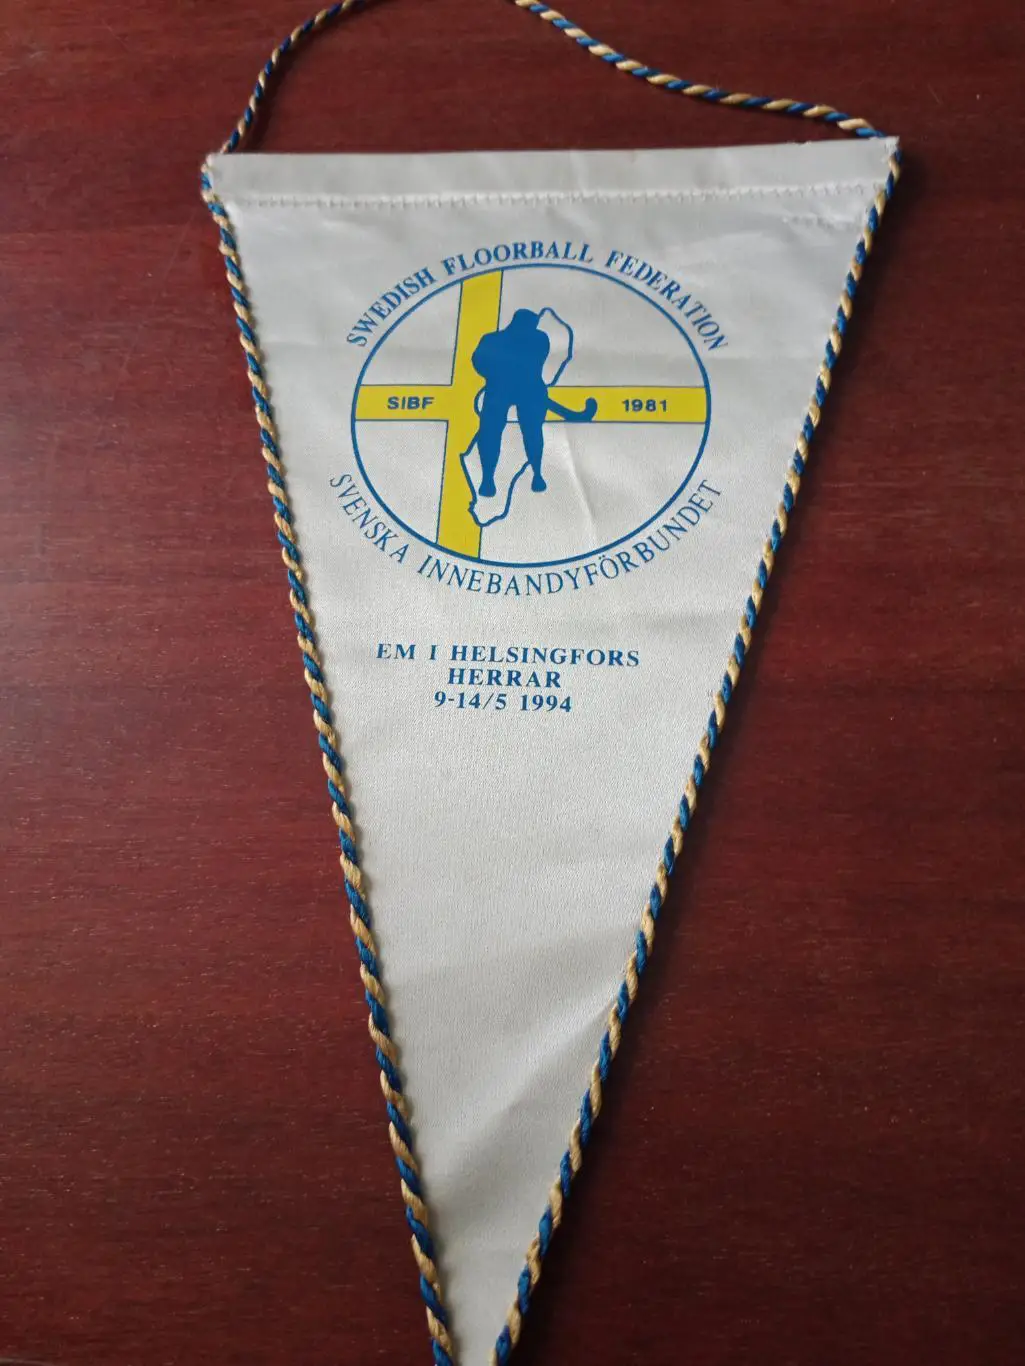 SWEDISH FLOORBALL FEDERATION
SIBF 1981
SVENSKA INNEBANDYFÖRBUNDET
EM I HELSINGFORS
HERRAR
9-14/5 1994